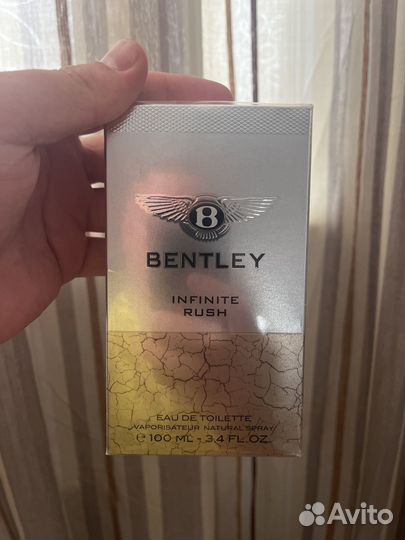 B
BENTLEY
INFINITE
RUSH
EAU DE TOILETTE
VAPORISATEUR NATURAL SPRAY
℮ 100 ML - 3.4 FL.OZ.
Avito